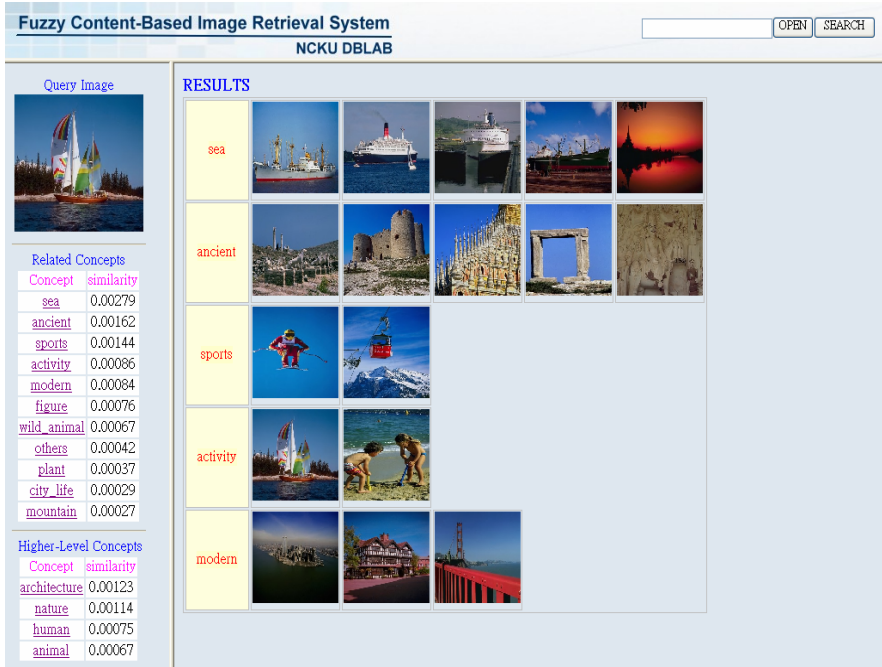 Fuzzy Content-Based Image Retrieval System
NCKU DBLAB
OPEN
SEARCH
Query Image
Related Concepts
Concept similarity
sea 0.00279
ancient 0.00162
sports 0.00144
activity 0.00086
modern 0.00084
figure 0.00076
wild_animal 0.00067
others 0.00042
plant 0.00037
city_life 0.00029
mountain 0.00027
Higher-Level Concepts
Concept similarity
architecture 0.00123
nature 0.00114
human 0.00075
animal 0.00067
RESULTS
sea
ancient
sports
activity
modern